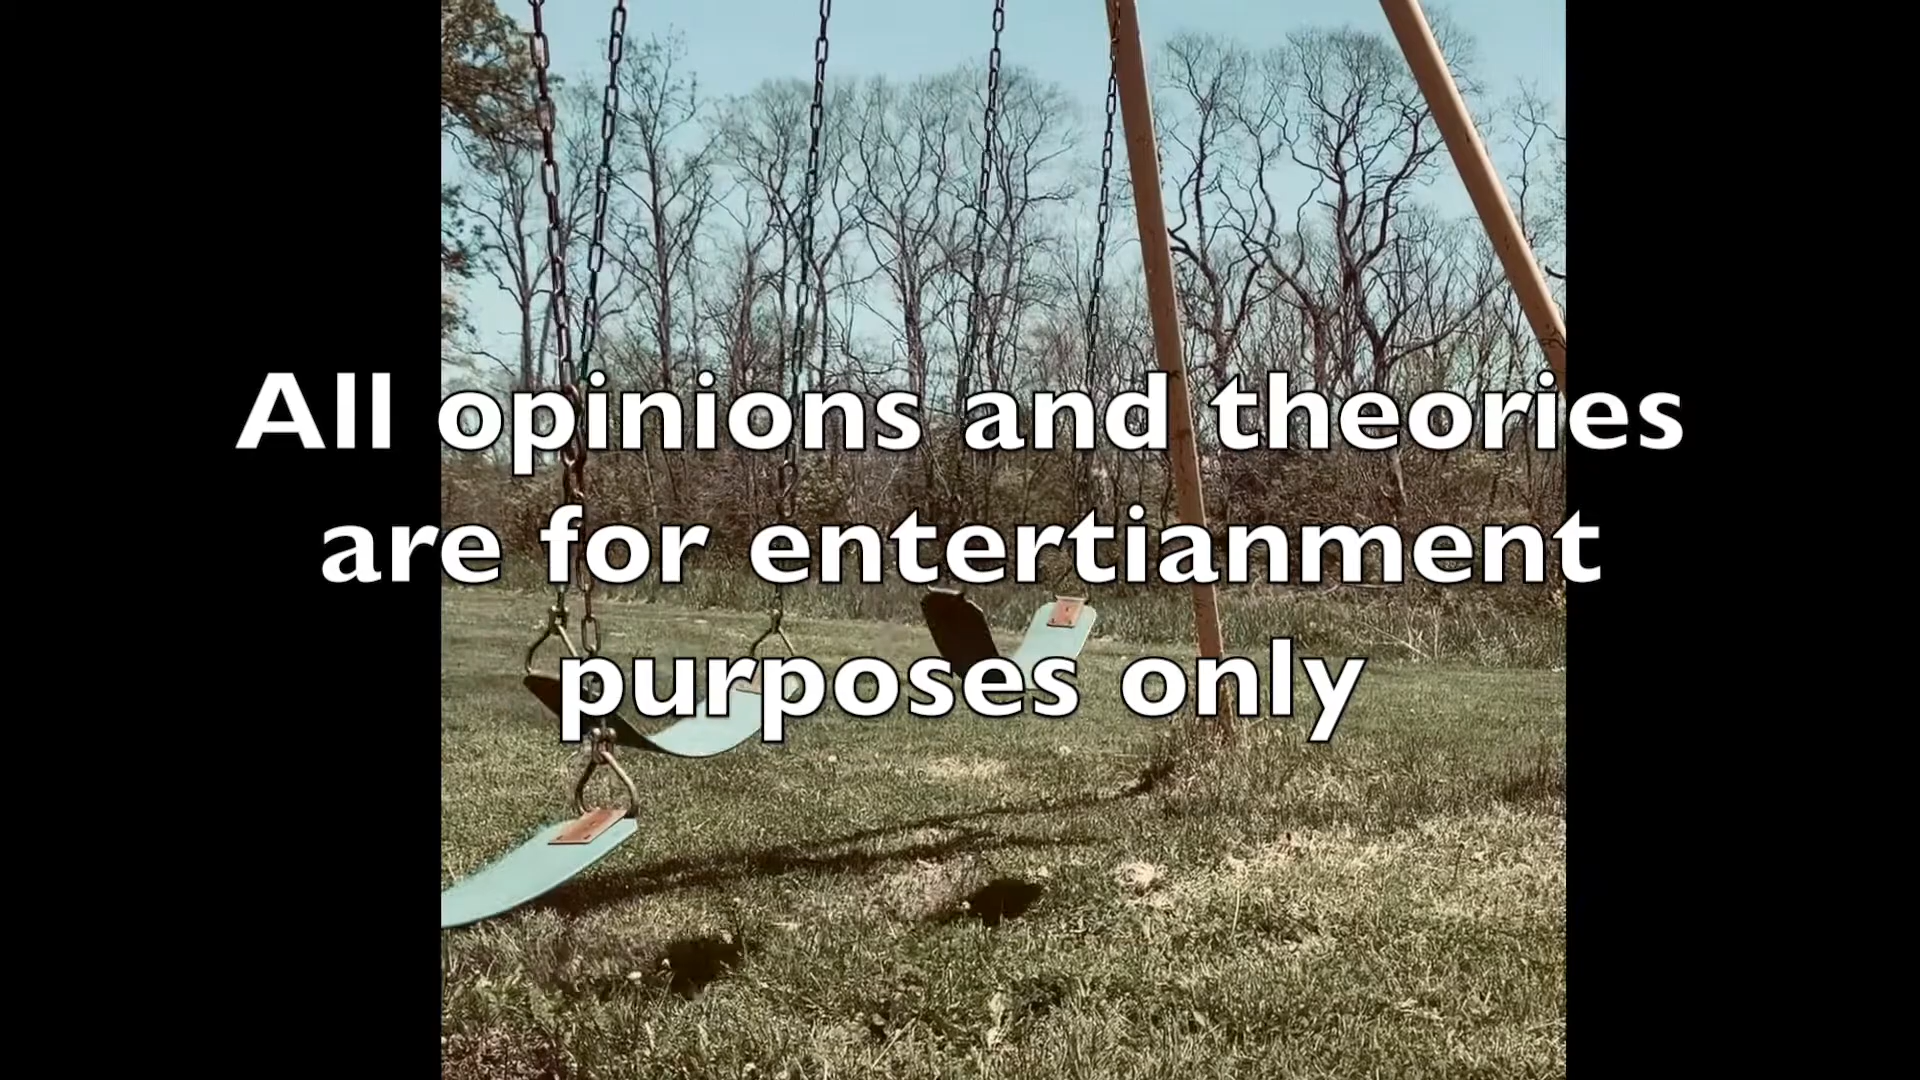 All opinions and theories
are for entertianment
purposes only